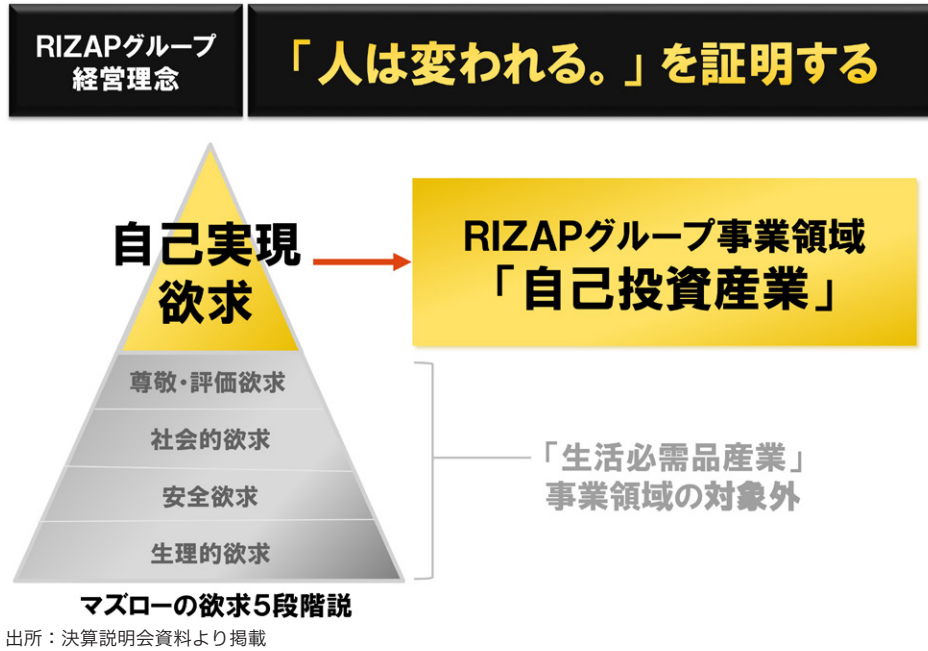 RIZAPグループ
経営理念
「人は変われる。」を証明する
自己実現
欲求
RIZAPグループ事業領域
「自己投資産業」
尊敬・評価欲求
社会的欲求
安全欲求
生理的欲求
「生活必需品産業」
事業領域の対象外
マズローの欲求5段階説
出所：決算説明会資料より掲載